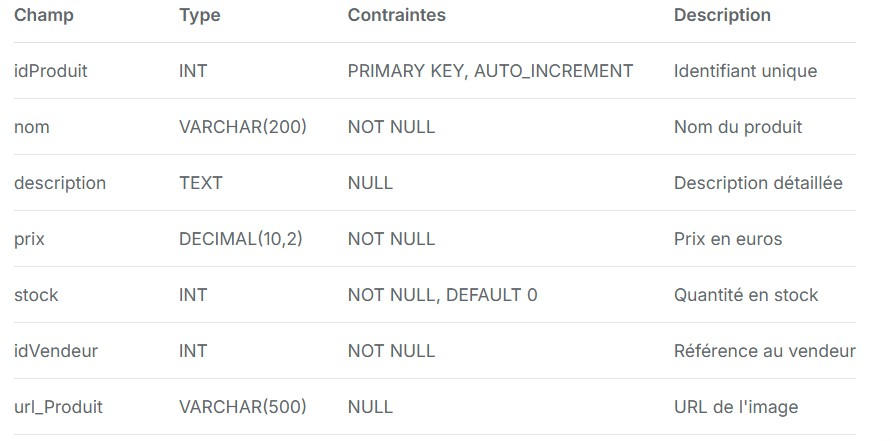 Champ Type Contraintes Description
idProduit INT PRIMARY KEY, AUTO_INCREMENT Identifiant unique
nom VARCHAR(200) NOT NULL Nom du produit
description TEXT NULL Description détaillée
prix DECIMAL(10,2) NOT NULL Prix en euros
stock INT NOT NULL, DEFAULT 0 Quantité en stock
idVendeur INT NOT NULL Référence au vendeur
url_Produit VARCHAR(500) NULL URL de l'image